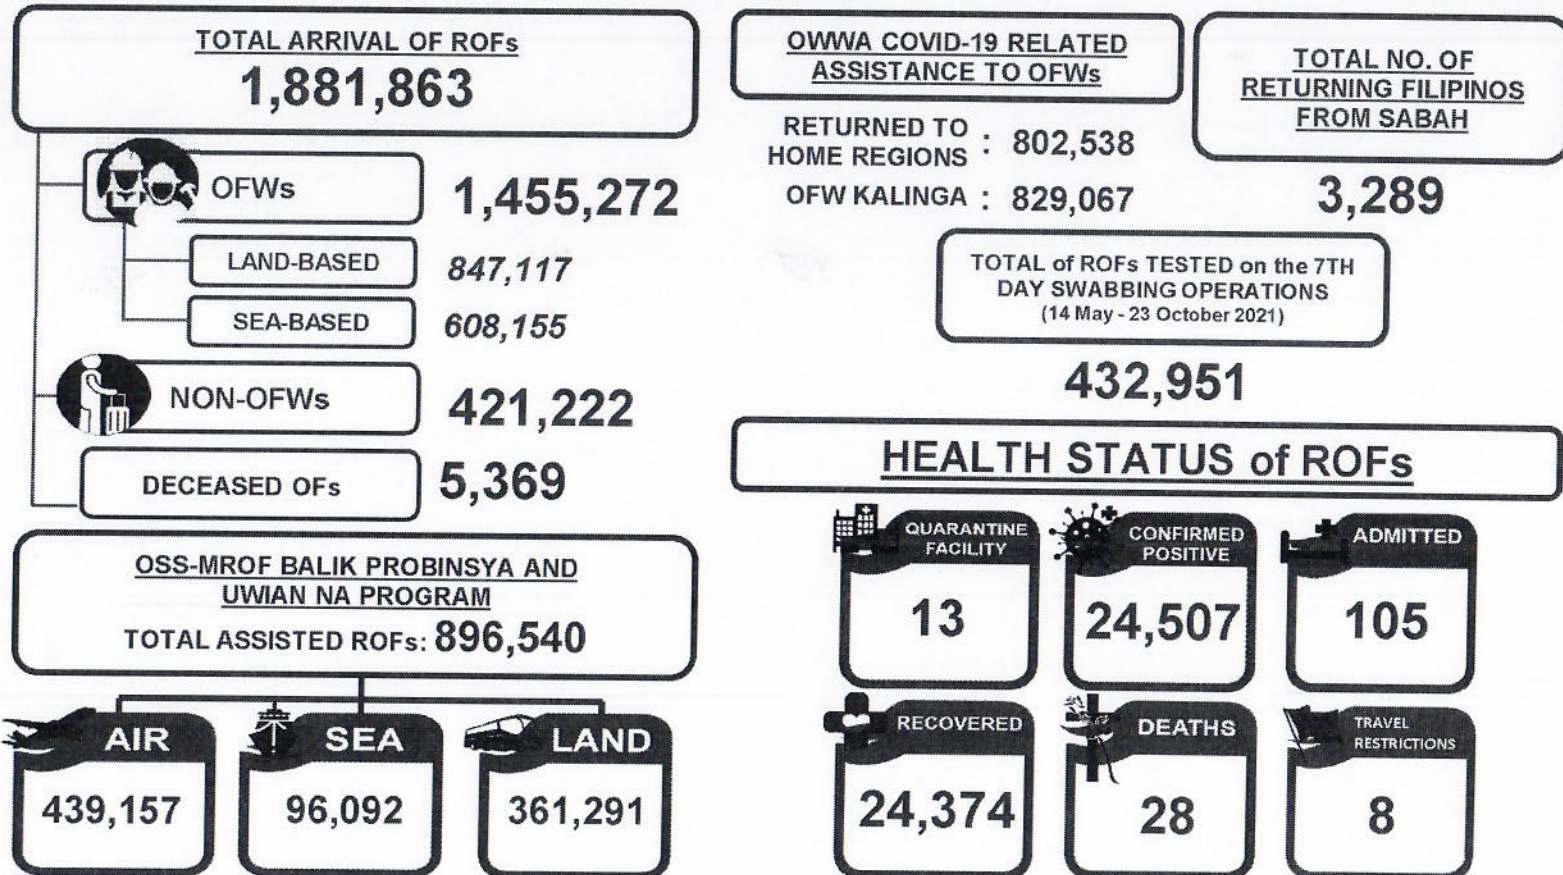 TOTAL ARRIVAL OF ROFs
1,881,863
OFWs
1,455,272
LAND-BASED
847,117
SEA-BASED
608,155
NON-OFWs
421,222
DECEASED OFs
5,369
OSS-MROF BALIK PROBINSYA AND
UWIAN NA PROGRAM
TOTAL ASSISTED ROFs: 896,540
AIR
439,157
SEA
96,092
LAND
361,291
OWWA COVID-19 RELATED
ASSISTANCE TO OFWs
RETURNED TO
HOME REGIONS : 802,538
OFW KALINGA : 829,067
TOTAL NO. OF
RETURNING FILIPINOS
FROM SABAH
3,289
TOTAL of ROFs TESTED on the 7TH
DAY SWABBING OPERATIONS
(14 May - 23 October 2021)
432,951
HEALTH STATUS of ROFs
QUARANTINE
FACILITY
13
CONFIRMED
POSITIVE
24,507
ADMITTED
105
RECOVERED
24,374
DEATHS
28
TRAVEL
RESTRICTIONS
8